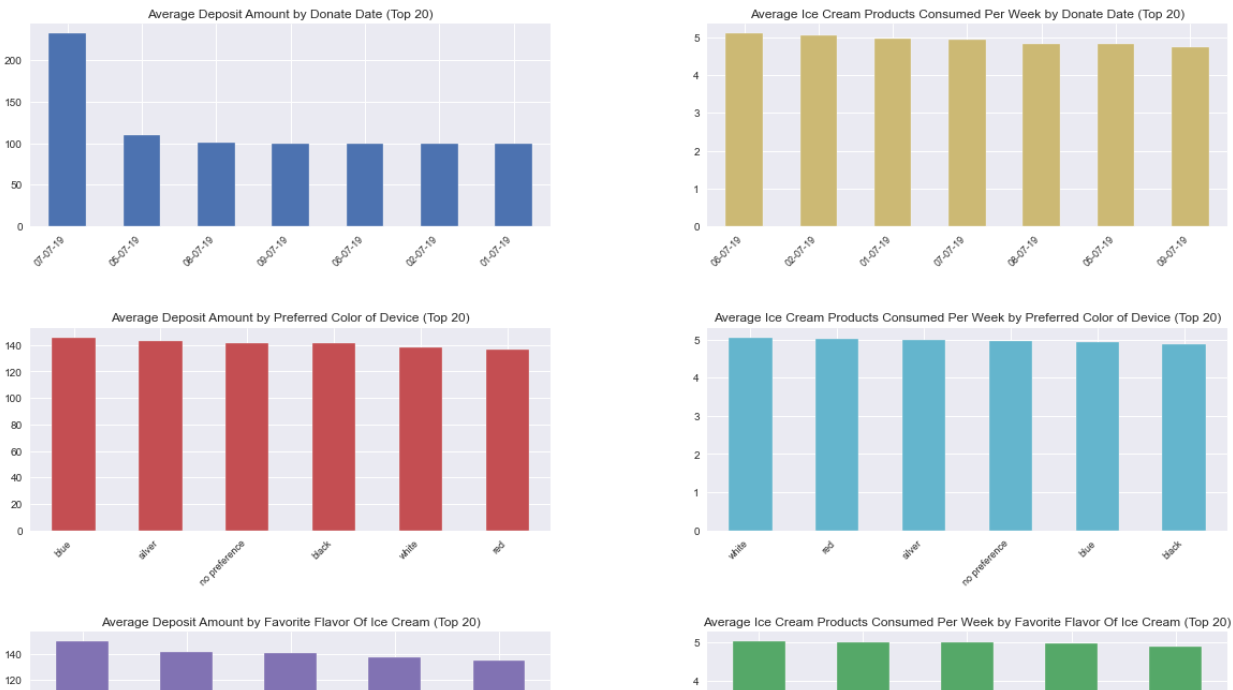 Average Deposit Amount by Donate Date (Top 20)
200
150
100
50
0
07-07-19
05-07-19
08-07-19
09-07-19
06-07-19
02-07-19
01-07-19
Average Ice Cream Products Consumed Per Week by Donate Date (Top 20)
5
4
3
2
1
0
06-07-19
02-07-19
01-07-19
07-07-19
08-07-19
05-07-19
09-07-19
Average Deposit Amount by Preferred Color of Device (Top 20)
140
120
100
80
60
40
20
0
blue
silver
no preference
black
white
red
Average Ice Cream Products Consumed Per Week by Preferred Color of Device (Top 20)
5
4
3
2
1
0
white
red
silver
no preference
blue
black
Average Deposit Amount by Favorite Flavor Of Ice Cream (Top 20)
140
120
Average Ice Cream Products Consumed Per Week by Favorite Flavor Of Ice Cream (Top 20)
5
4